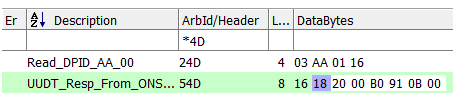 Er A Z Description ArbId/Header L... DataBytes
*4D
Read_DPID_AA_00 24D 4 03 AA 01 16
UUDT_Resp_From_ONS... 54D 8 16 18 20 00 B0 91 0B 00